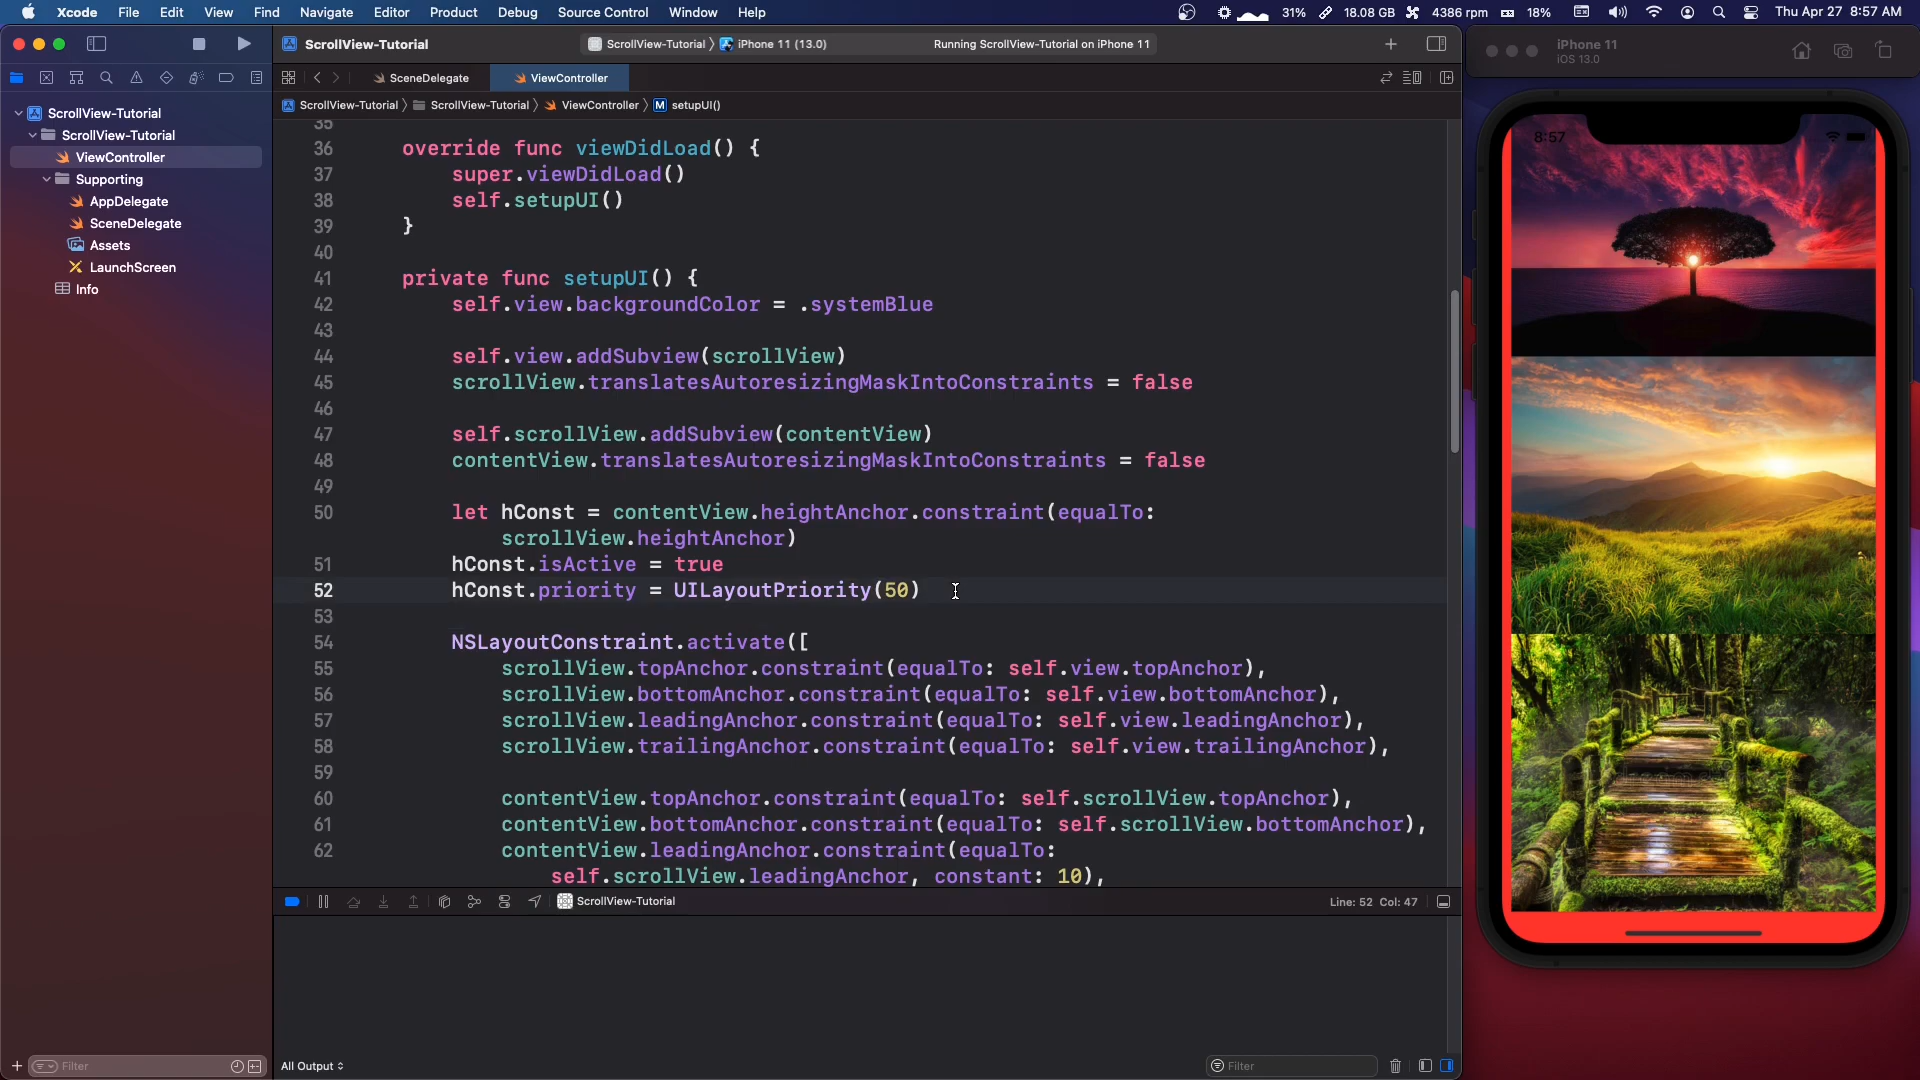 Xcode File Edit View Find Navigate Editor Product Debug Source Control Window Help 31% 18.08 GB 4386 rpm 18% Thu Apr 27 8:57 AM
ScrollView-Tutorial ScrollView-Tutorial iPhone 11 (13.0) Running ScrollView-Tutorial on iPhone 11
iPhone 11
iOS 13.0
SceneDelegate ViewController
ScrollView-Tutorial ScrollView-Tutorial ViewController M setupUI()
ScrollView-Tutorial
ScrollView-Tutorial
ViewController
Supporting
AppDelegate
SceneDelegate
Assets
LaunchScreen
Info
35
36 override func viewDidLoad() {
37 super.viewDidLoad()
38 self.setupUI()
39 }
40
41 private func setupUI() {
42 self.view.backgroundColor = .systemBlue
43
44 self.view.addSubview(scrollView)
45 scrollView.translatesAutoresizingMaskIntoConstraints = false
46
47 self.scrollView.addSubview(contentView)
48 contentView.translatesAutoresizingMaskIntoConstraints = false
49
50 let hConst = contentView.heightAnchor.constraint(equalTo:
scrollView.heightAnchor)
51 hConst.isActive = true
52 hConst.priority = UILayoutPriority(50)
53
54 NSLayoutConstraint.activate([
55 scrollView.topAnchor.constraint(equalTo: self.view.topAnchor),
56 scrollView.bottomAnchor.constraint(equalTo: self.view.bottomAnchor),
57 scrollView.leadingAnchor.constraint(equalTo: self.view.leadingAnchor),
58 scrollView.trailingAnchor.constraint(equalTo: self.view.trailingAnchor),
59
60 contentView.topAnchor.constraint(equalTo: self.scrollView.topAnchor),
61 contentView.bottomAnchor.constraint(equalTo: self.scrollView.bottomAnchor),
62 contentView.leadingAnchor.constraint(equalTo:
self.scrollView.leadingAnchor, constant: 10),
8:57
ScrollView-Tutorial Line: 52 Col: 47
Filter
All Output
Filter